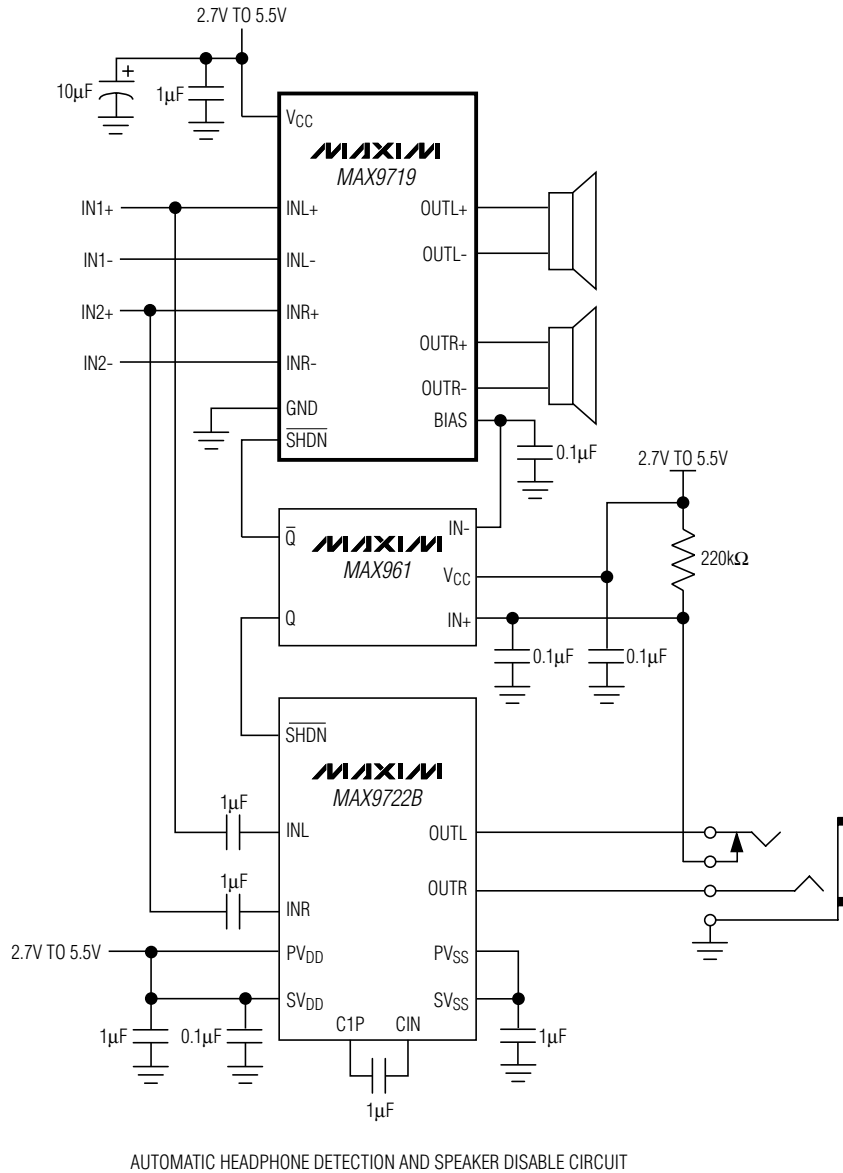 2.7V TO 5.5V
10µF
+
1µF
VCC
MAXIM
MAX9719
IN1+
INL+
OUTL+
IN1-
INL-
OUTL-
IN2+
INR+
OUTR+
IN2-
INR-
OUTR-
GND
BIAS
SHDN
0.1µF
2.7V TO 5.5V
Q
MAXIM
MAX961
IN-
VCC
220kΩ
Q
IN+
0.1µF
0.1µF
SHDN
MAXIM
MAX9722B
1µF
INL
OUTL
1µF
INR
OUTR
2.7V TO 5.5V
PVDD
PVSS
SVDD
SVSS
1µF
0.1µF
C1P
CIN
1µF
1µF
AUTOMATIC HEADPHONE DETECTION AND SPEAKER DISABLE CIRCUIT